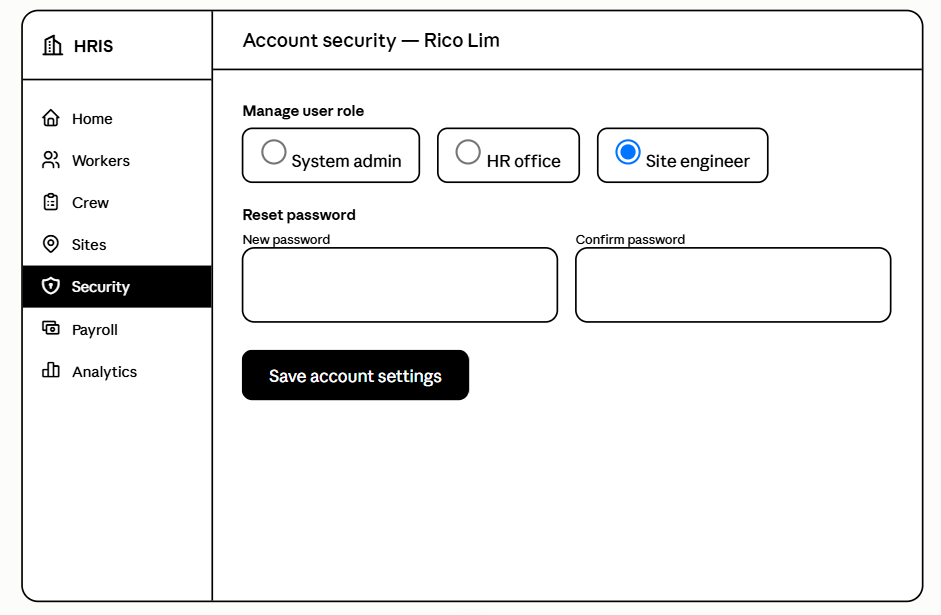 HRIS
Account security — Rico Lim
Home
Workers
Crew
Sites
Security
Payroll
Analytics
Manage user role
System admin
HR office
Site engineer
Reset password
New password
Confirm password
Save account settings